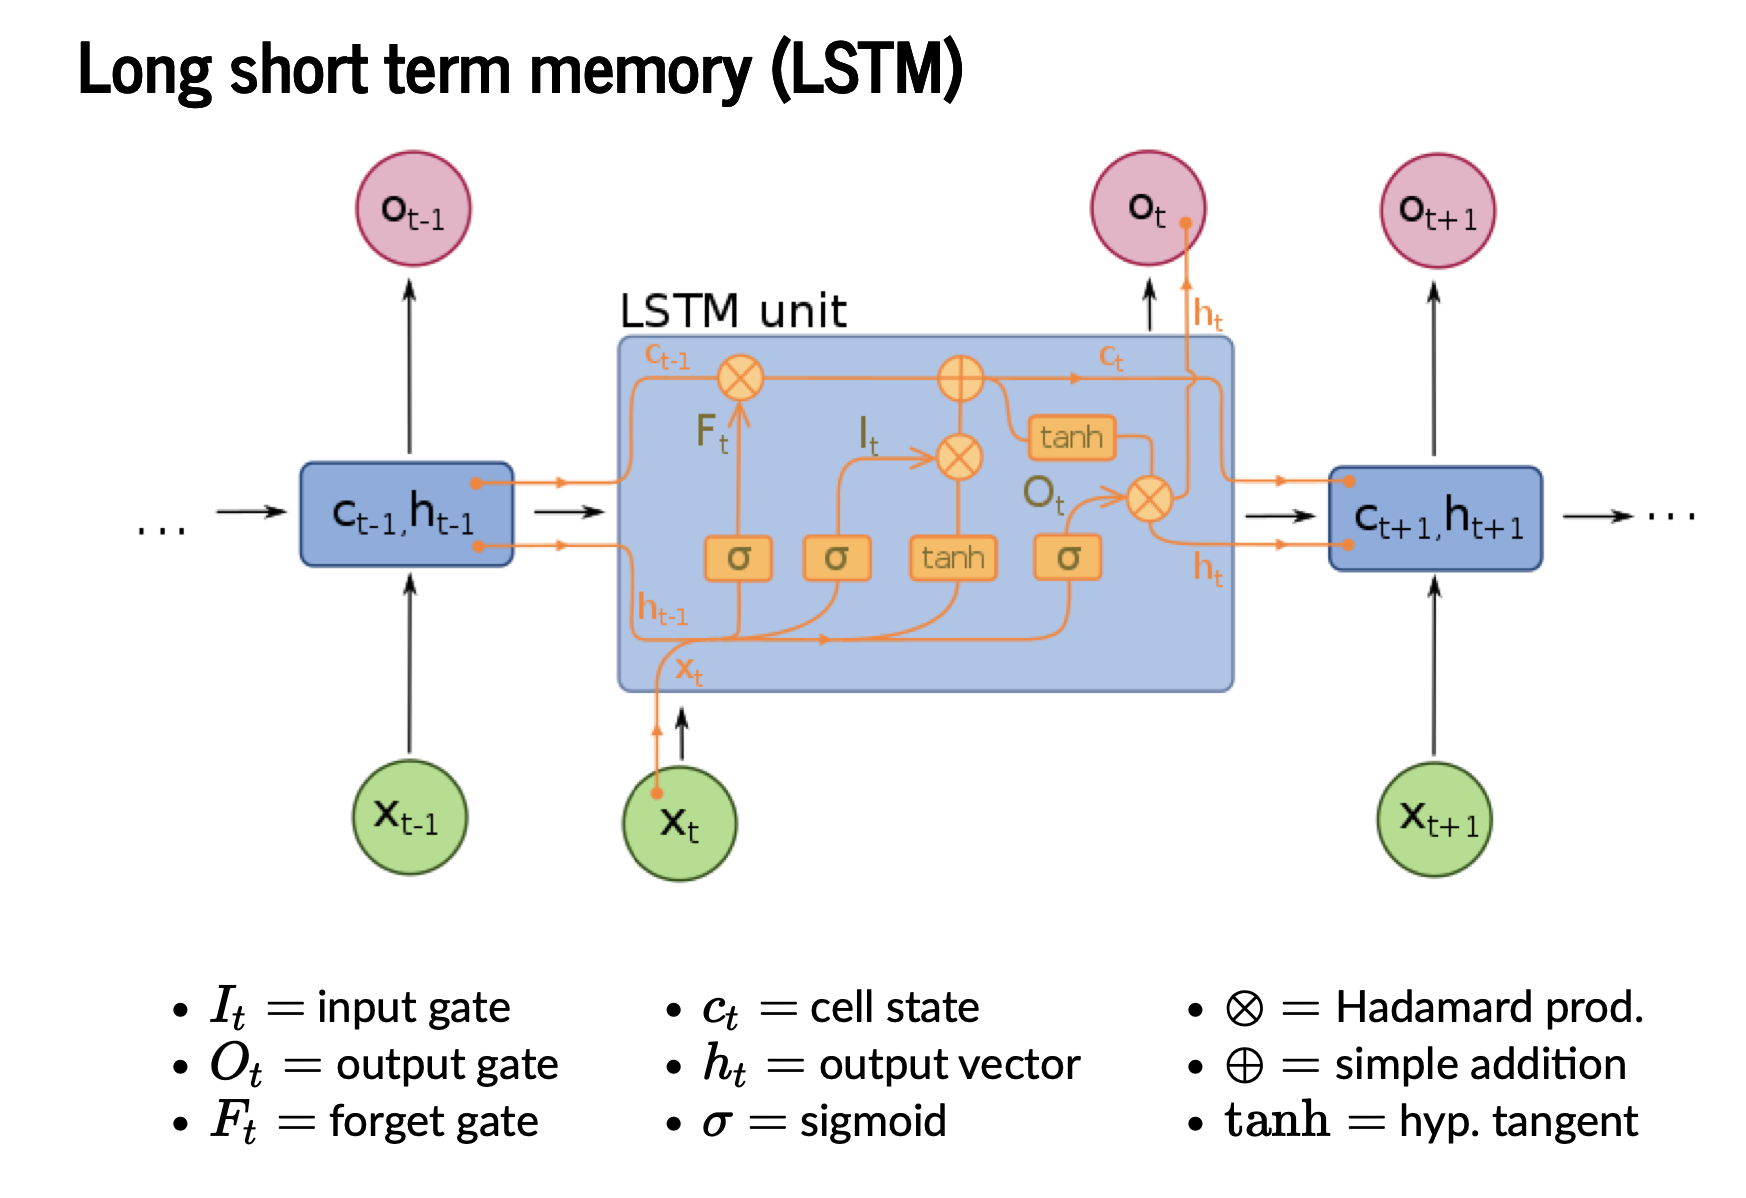 Long short term memory (LSTM)
o_{t-1}
o_t
o_{t+1}
LSTM unit
h_t
c_{t-1}
c_t
F_t
I_t
tanh
O_t
... c_{t-1},h_{t-1}
c_{t+1},h_{t+1} ...
σ σ tanh σ
h_t
h_{t-1}
x_t
x_{t-1}
x_t
x_{t+1}
• I_t = input gate
• O_t = output gate
• F_t = forget gate
• c_t = cell state
• h_t = output vector
• σ = sigmoid
• ⊗ = Hadamard prod.
• ⊕ = simple addition
• tanh = hyp. tangent